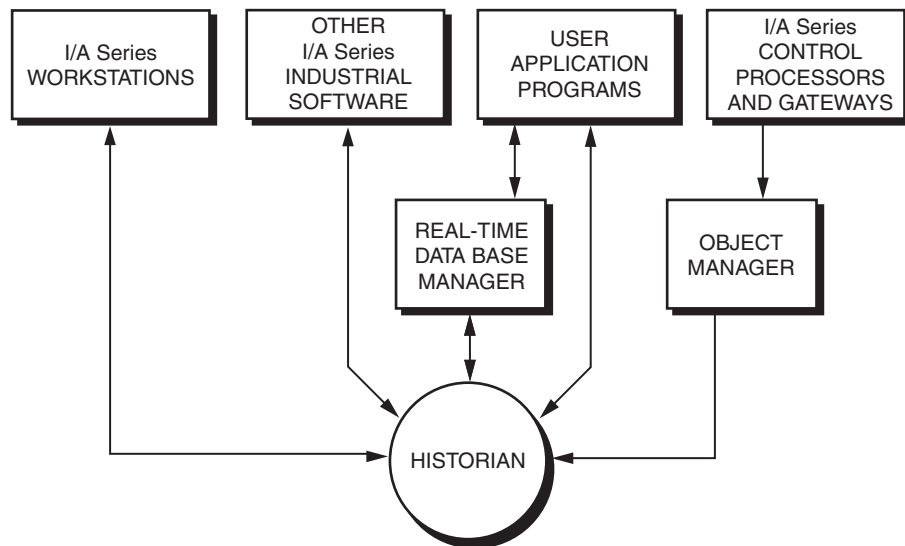 I/A Series
WORKSTATIONS
OTHER
I/A Series
INDUSTRIAL
SOFTWARE
USER
APPLICATION
PROGRAMS
I/A Series
CONTROL
PROCESSORS
AND GATEWAYS
REAL-TIME
DATA BASE
MANAGER
OBJECT
MANAGER
HISTORIAN